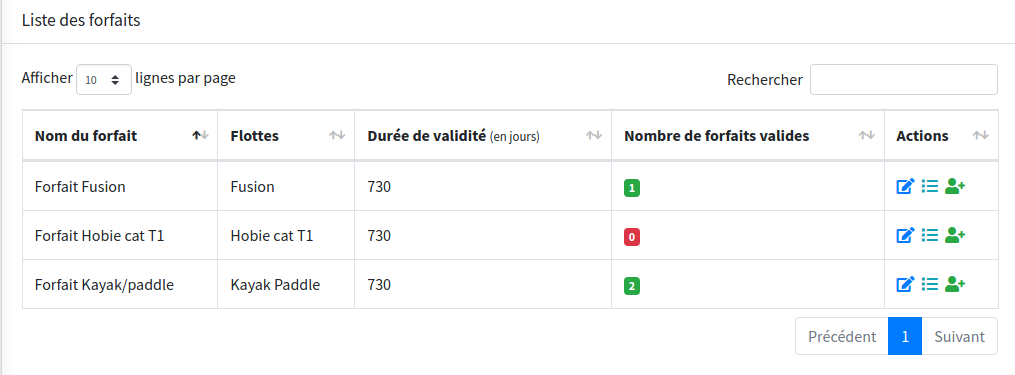 Liste des forfaits
Afficher 10 lignes par page
Rechercher
Nom du forfait Flottes Durée de validité (en jours) Nombre de forfaits valides Actions
Forfait Fusion Fusion 730 1
Forfait Hobie cat T1 Hobie cat T1 730 0
Forfait Kayak/paddle Kayak Paddle 730 2
Précédent 1 Suivant